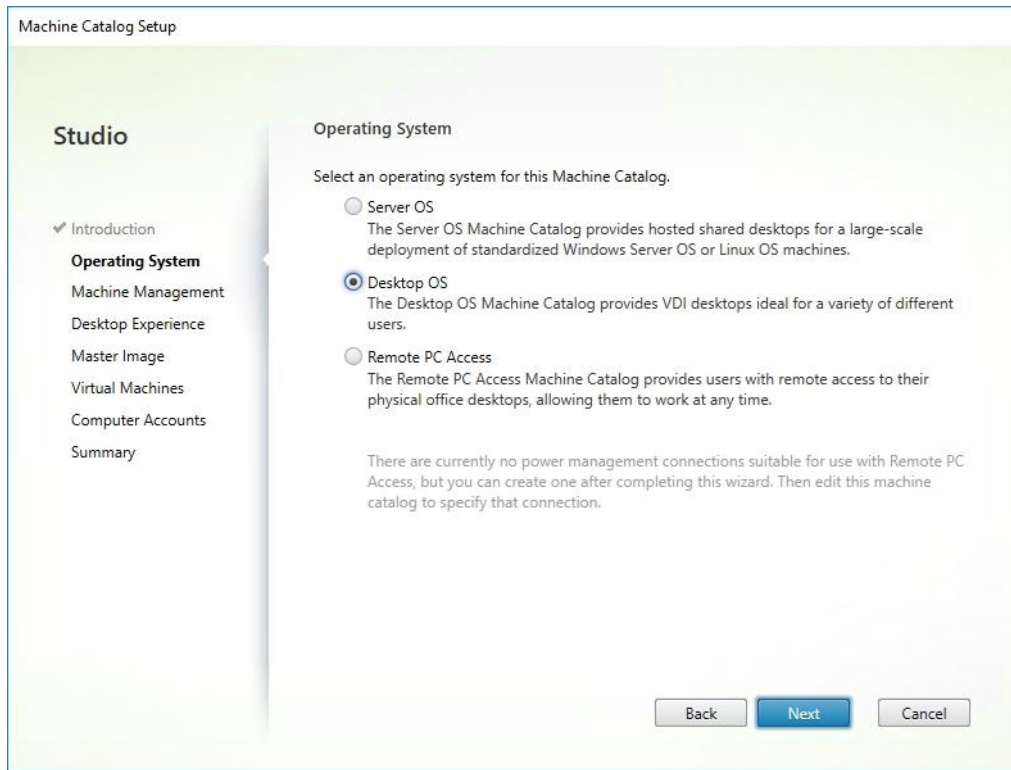 Machine Catalog Setup
Studio
✔ Introduction
Operating System
Machine Management
Desktop Experience
Master Image
Virtual Machines
Computer Accounts
Summary
Operating System
Select an operating system for this Machine Catalog.
Server OS
The Server OS Machine Catalog provides hosted shared desktops for a large-scale
deployment of standardized Windows Server OS or Linux OS machines.
Desktop OS
The Desktop OS Machine Catalog provides VDI desktops ideal for a variety of different
users.
Remote PC Access
The Remote PC Access Machine Catalog provides users with remote access to their
physical office desktops, allowing them to work at any time.
There are currently no power management connections suitable for use with Remote PC
Access, but you can create one after completing this wizard. Then edit this machine
catalog to specify that connection.
Back
Next
Cancel